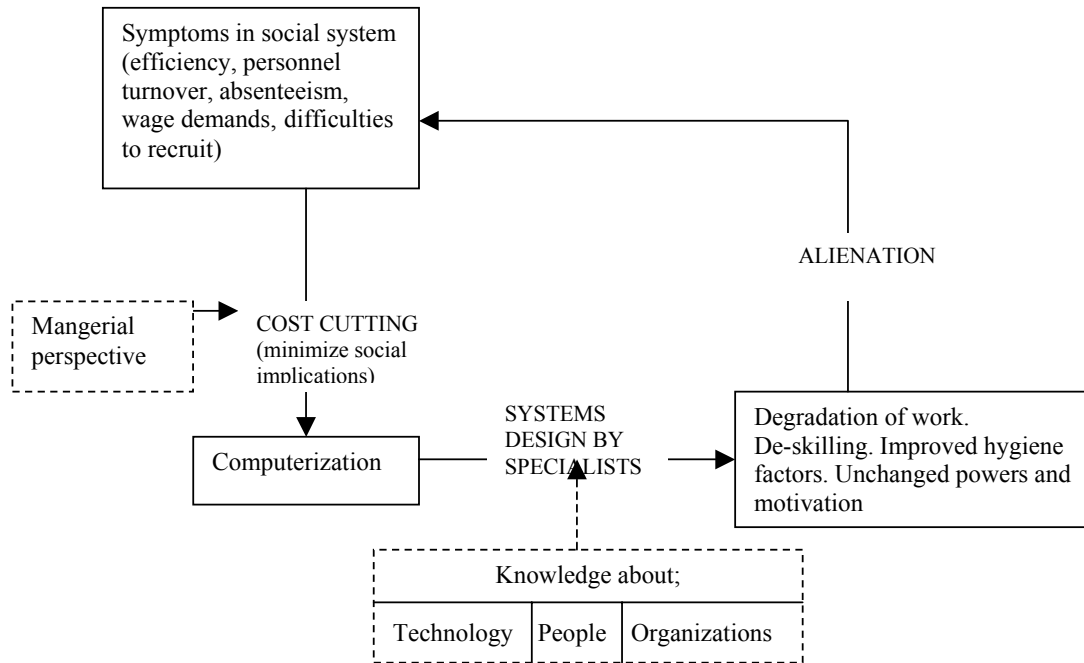 Symptoms in social system
(efficiency, personnel
turnover, absenteeism,
wage demands, difficulties
to recruit)
ALIENATION
Mangerial
perspective
COST CUTTING
(minimize social
implications)
SYSTEMS
DESIGN BY
SPECIALISTS
Computerization
Degradation of work.
De-skilling. Improved hygiene
factors. Unchanged powers and
motivation
Knowledge about;
Technology People Organizations